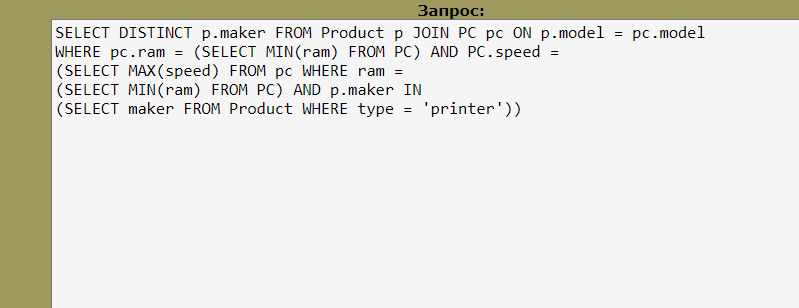 Запрос:
SELECT DISTINCT p.maker FROM Product p JOIN PC pc ON p.model = pc.model
WHERE pc.ram = (SELECT MIN(ram) FROM PC) AND PC.speed =
(SELECT MAX(speed) FROM pc WHERE ram =
(SELECT MIN(ram) FROM PC) AND p.maker IN
(SELECT maker FROM Product WHERE type = 'printer'))